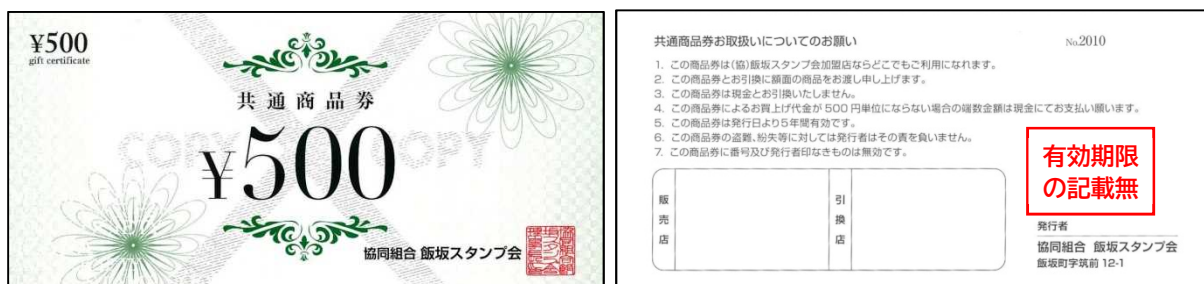 ¥500
gift certificate
共通商品券
COPY COPY
¥500
協同組合 飯坂スタンプ会
共通商品券お取扱いについてのお願い
No.2010
1. この商品券は(協)飯坂スタンプ会加盟店ならどこでもご利用になれます。
2. この商品券とお引換に額面の商品をお渡し申し上げます。
3. この商品券は現金とお引換いたしません。
4. この商品券によるお買上げ代金が 500 円単位にならない場合の端数金額は現金にてお支払い願います。
5. この商品券は発行日より5年間有効です。
6. この商品券の盗難、紛失等に対しては発行者はその責を負いません。
7. この商品券に番号及び発行者印なきものは無効です。
有効期限
の記載無
販売店
引換店
発行者
協同組合 飯坂スタンプ会
飯坂町字筑前 12-1